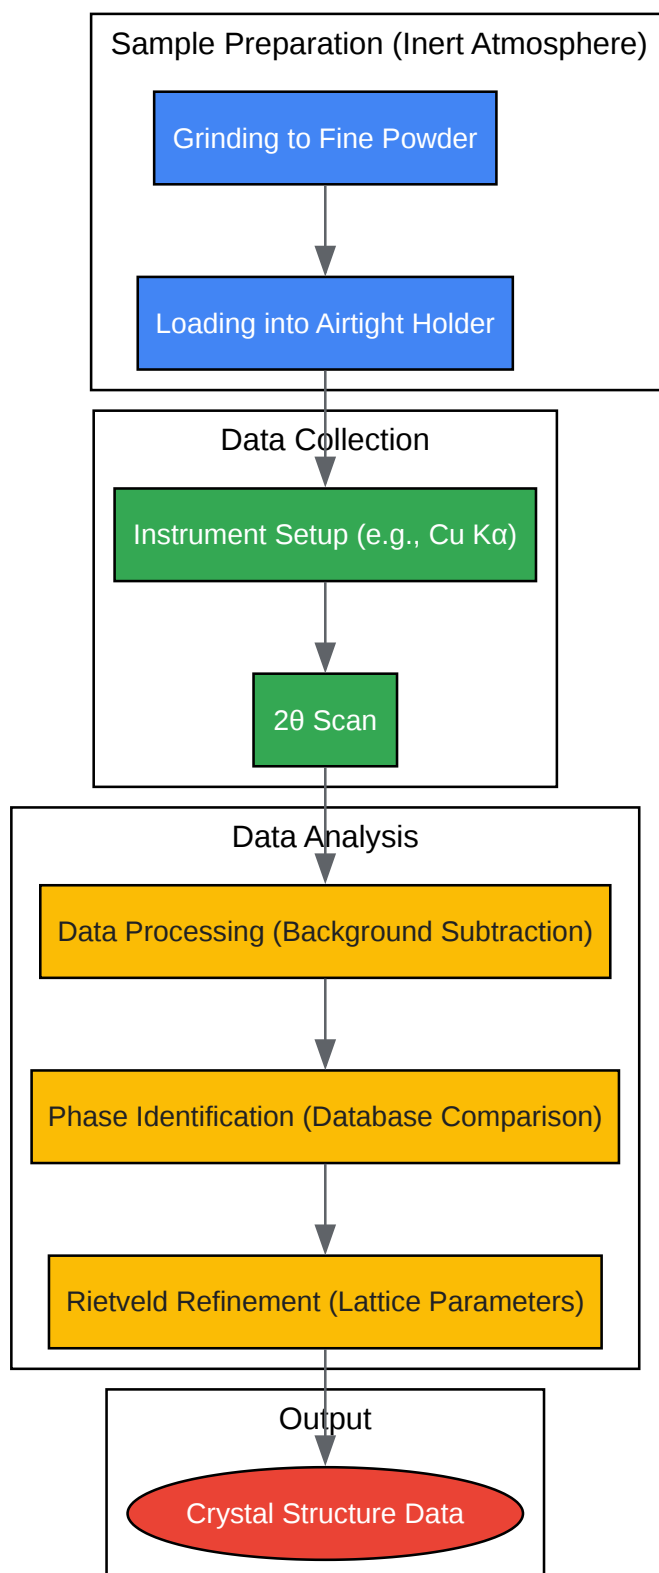 Sample Preparation (Inert Atmosphere)
Grinding to Fine Powder
Loading into Airtight Holder
Data Collection
Instrument Setup (e.g., Cu Kα)
2θ Scan
Data Analysis
Data Processing (Background Subtraction)
Phase Identification (Database Comparison)
Rietveld Refinement (Lattice Parameters)
Output
Crystal Structure Data